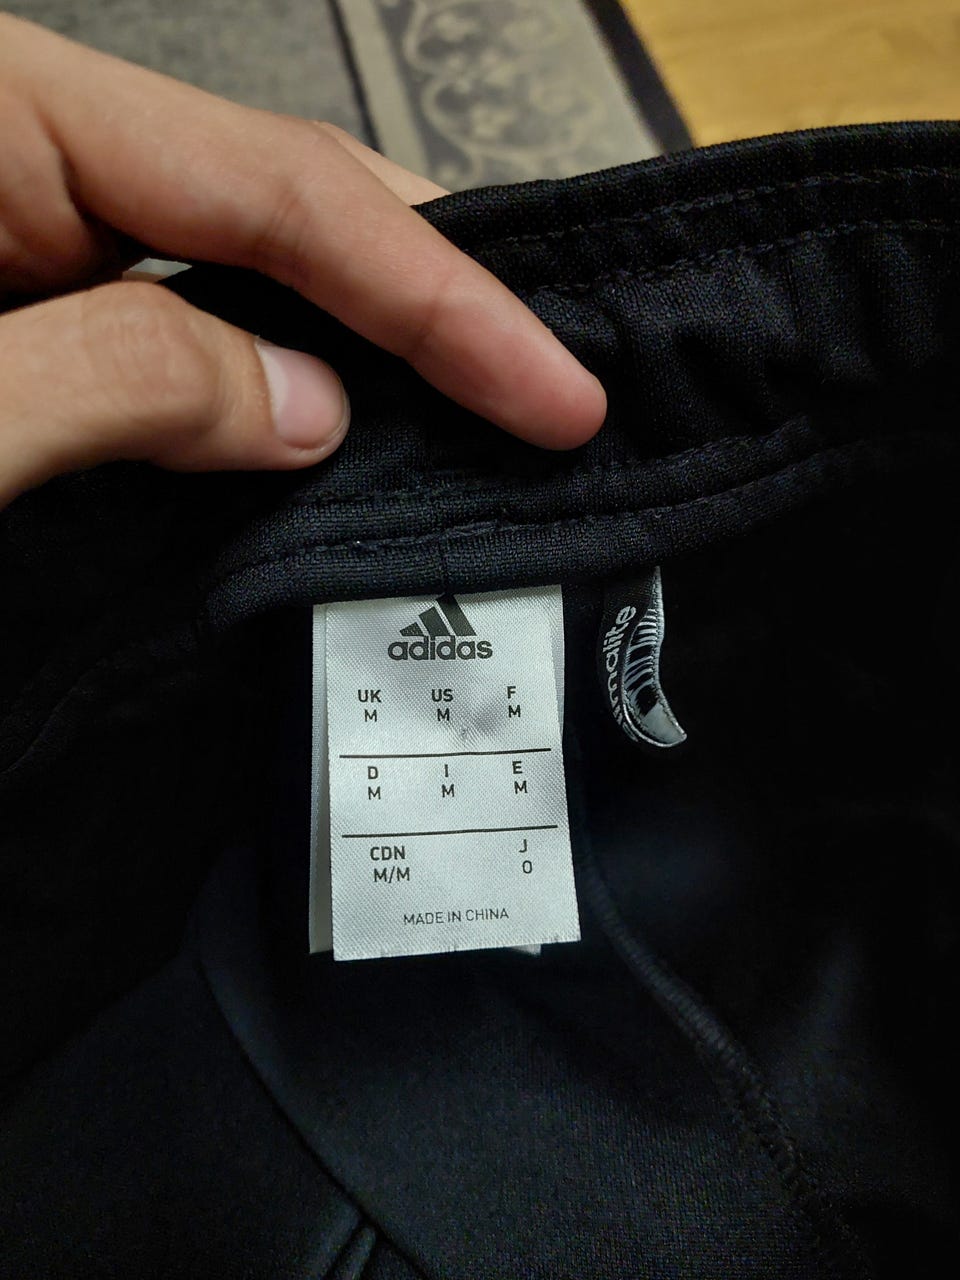 adidas
UK US F
M M M
D I E
M M M
CDN J
M/M O
MADE IN CHINA